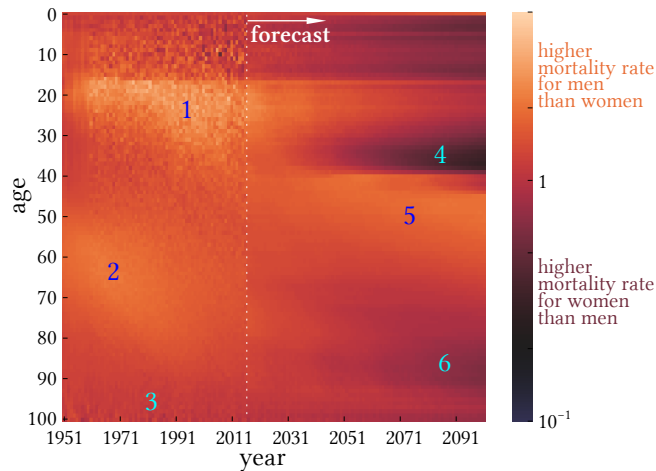 0
10
20
30
40
50
60
70
80
90
100
age
1951
1971
1991
2011
2031
2051
2071
2091
year
forecast
1
2
3
4
5
6
higher
mortality rate
for men
than women
1
higher
mortality rate
for women
than men
10⁻¹